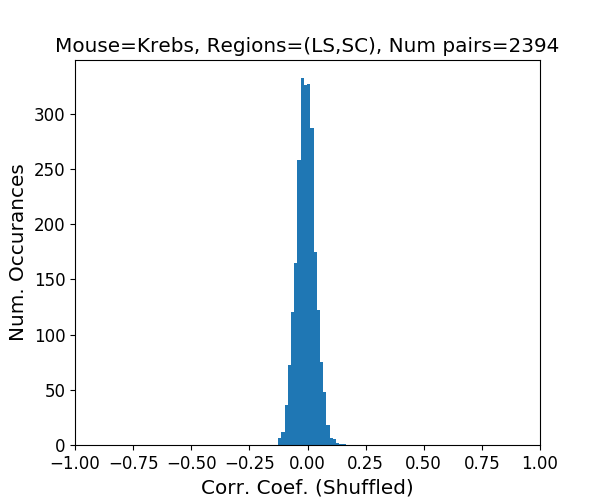 Mouse=Krebs, Regions=(LS,SC), Num pairs=2394
Num. Occurances
300
250
200
150
100
50
0
−1.00 −0.75 −0.50 −0.25 0.00 0.25 0.50 0.75 1.00
Corr. Coef. (Shuffled)